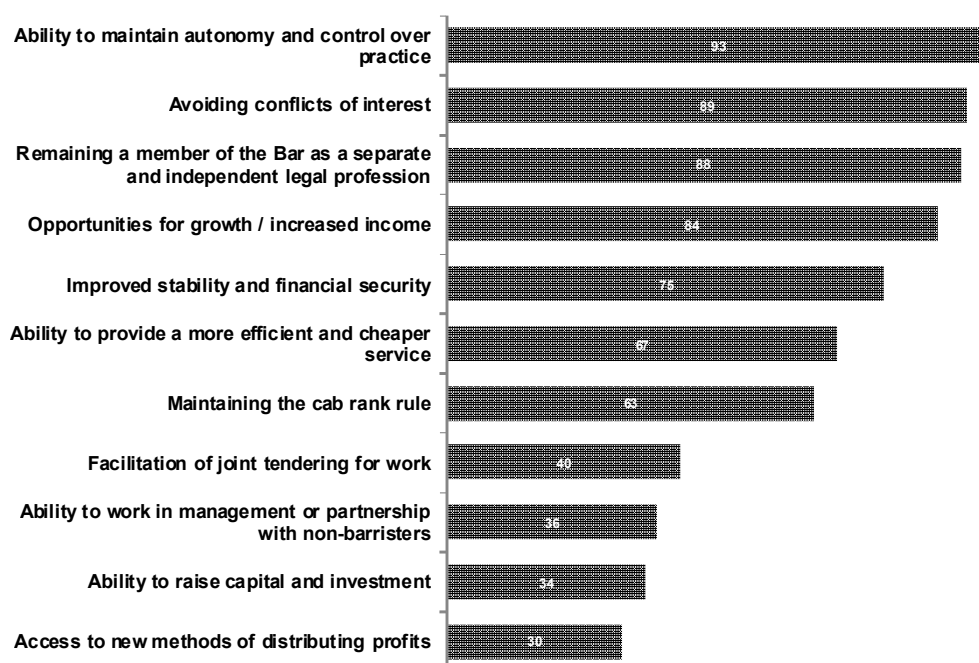 Ability to maintain autonomy and control over
practice
93
Avoiding conflicts of interest
89
Remaining a member of the Bar as a separate
and independent legal profession
88
Opportunities for growth / increased income
84
Improved stability and financial security
75
Ability to provide a more efficient and cheaper
service
67
Maintaining the cab rank rule
63
Facilitation of joint tendering for work
40
Ability to work in management or partnership
with non-barristers
36
Ability to raise capital and investment
34
Access to new methods of distributing profits
30